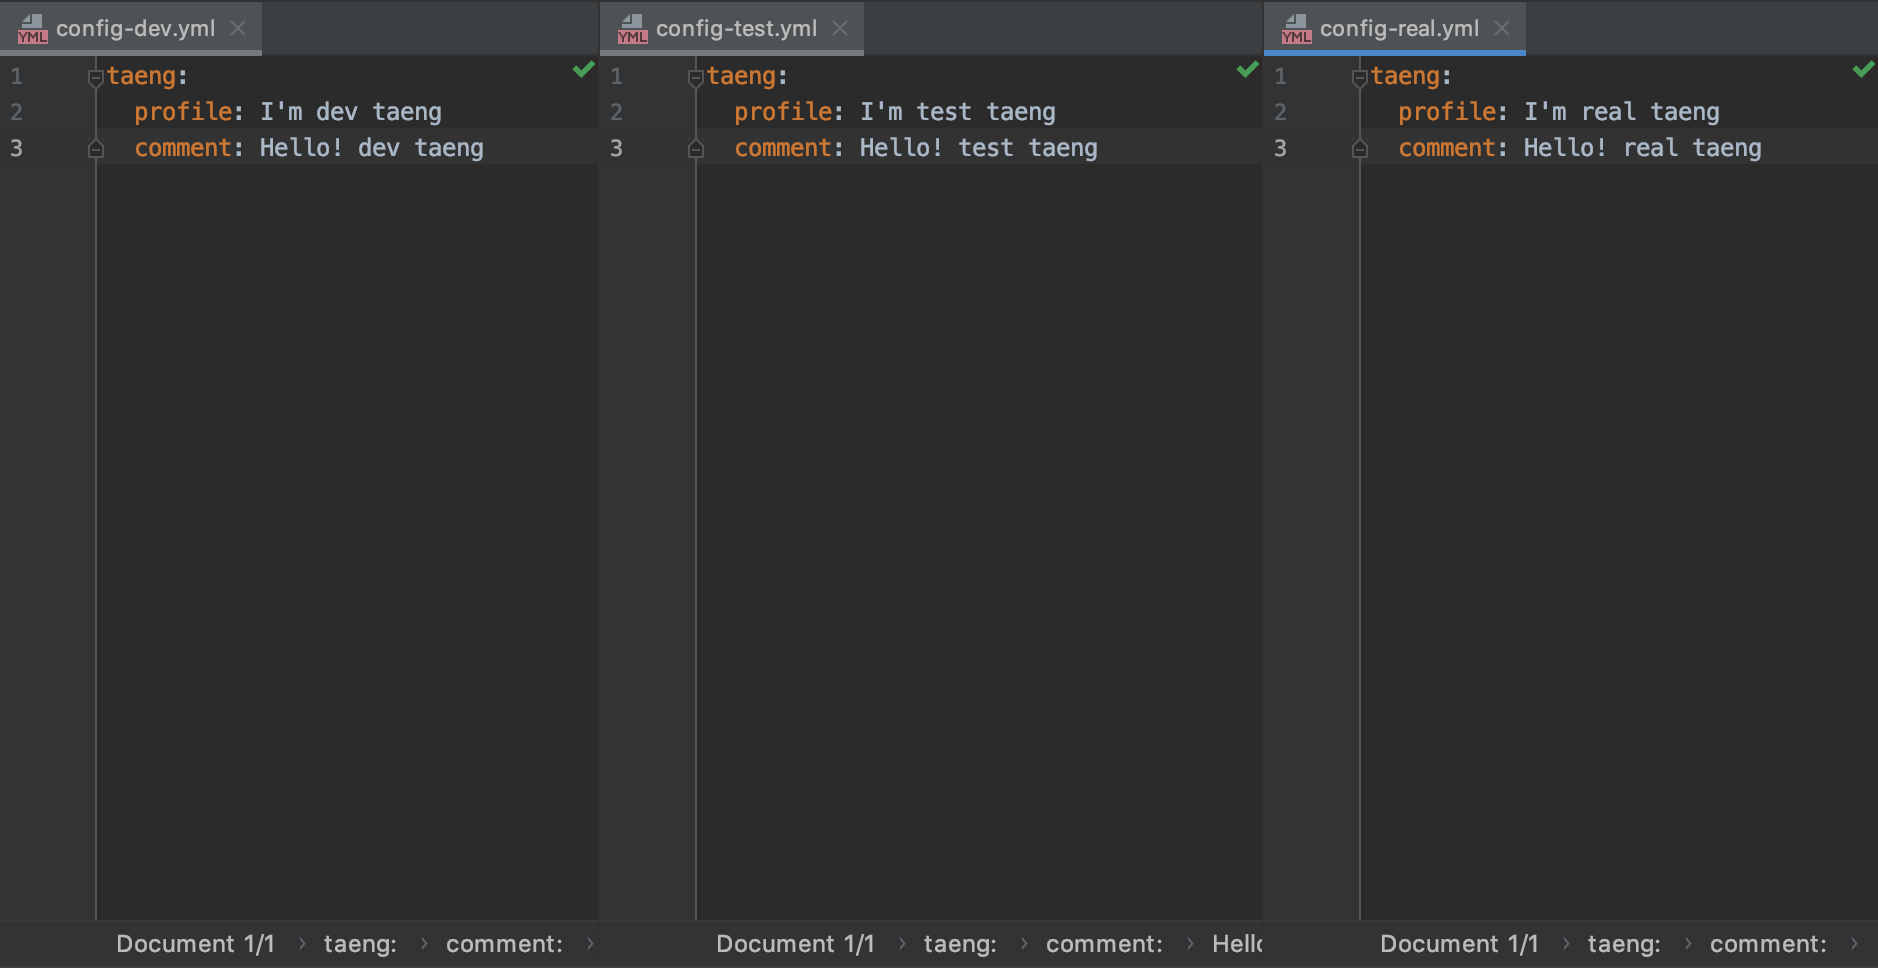 YML config-dev.yml
1 taeng:
2 profile: I'm dev taeng
3 comment: Hello! dev taeng
Document 1/1 › taeng: › comment: ›
YML config-test.yml
1 taeng:
2 profile: I'm test taeng
3 comment: Hello! test taeng
Document 1/1 › taeng: › comment: › Hello
YML config-real.yml
1 taeng:
2 profile: I'm real taeng
3 comment: Hello! real taeng
Document 1/1 › taeng: › comment: ›